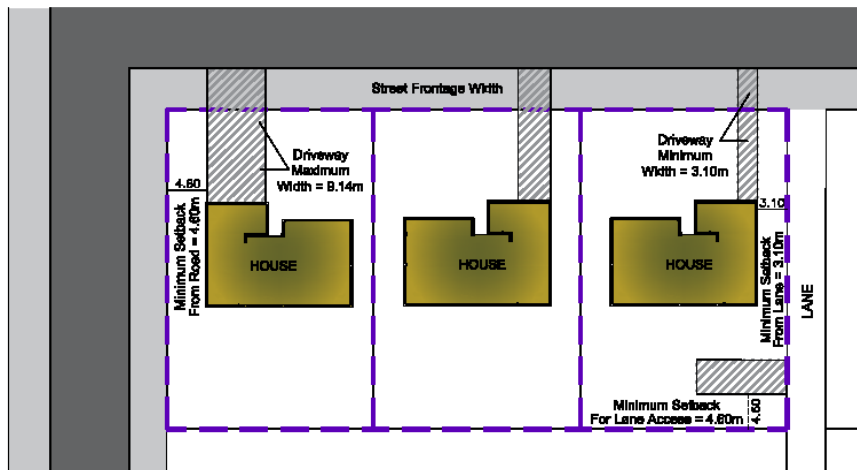 Street Frontage Width
Driveway
Maximum
Width = 9.14m
Driveway
Minimum
Width = 3.10m
4.60
3.10
Minimum Setback
From Road = 4.60m
HOUSE
HOUSE
HOUSE
Minimum Setback
From Lane = 3.10m
LANE
Minimum Setback
For Lane Access = 4.60m
4.60